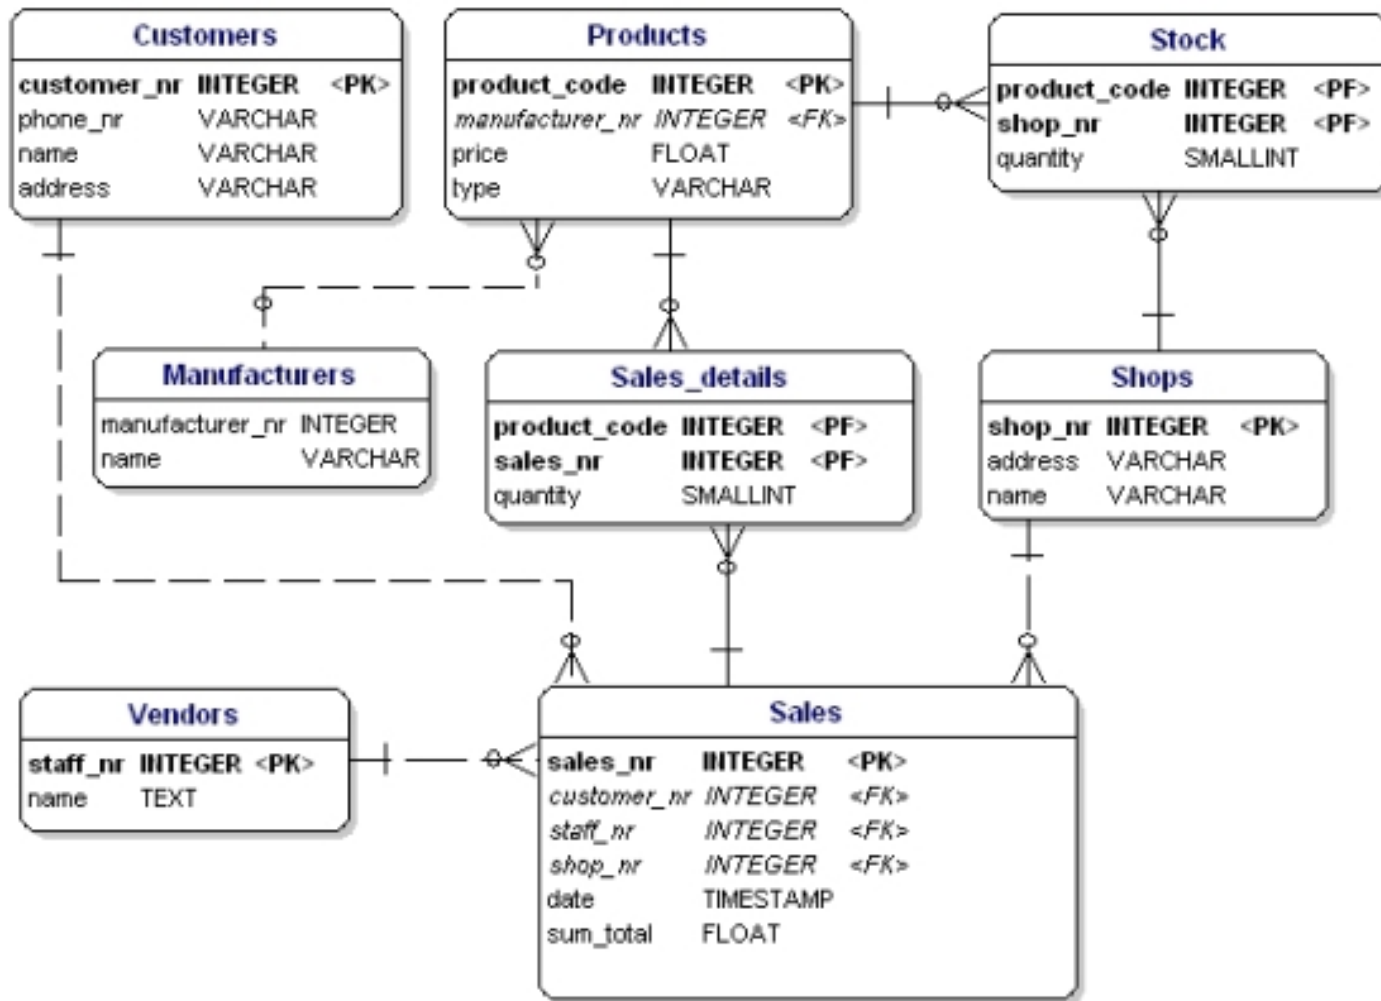 Customers
customer_nr INTEGER <PK>
phone_nr VARCHAR
name VARCHAR
address VARCHAR
Products
product_code INTEGER <PK>
manufacturer_nr INTEGER <FK>
price FLOAT
type VARCHAR
Stock
product_code INTEGER <PF>
shop_nr INTEGER <PF>
quantity SMALLINT
Manufacturers
manufacturer_nr INTEGER
name VARCHAR
Sales_details
product_code INTEGER <PF>
sales_nr INTEGER <PF>
quantity SMALLINT
Shops
shop_nr INTEGER <PK>
address VARCHAR
name VARCHAR
Vendors
staff_nr INTEGER <PK>
name TEXT
Sales
sales_nr INTEGER <PK>
customer_nr INTEGER <FK>
staff_nr INTEGER <FK>
shop_nr INTEGER <FK>
date TIMESTAMP
sum_total FLOAT